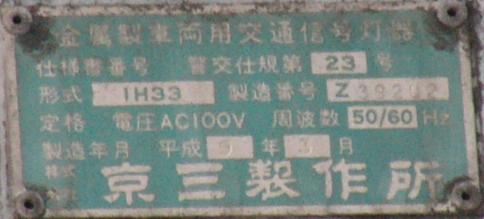 金属製車両用交通信号灯器
仕様書番号 警交仕規第 23 号
形式 1H33 製造番号 Z39292
定格 電圧AC100V 周波数 50/60 Hz
製造年月 平成 年 月
株式 京三製作所